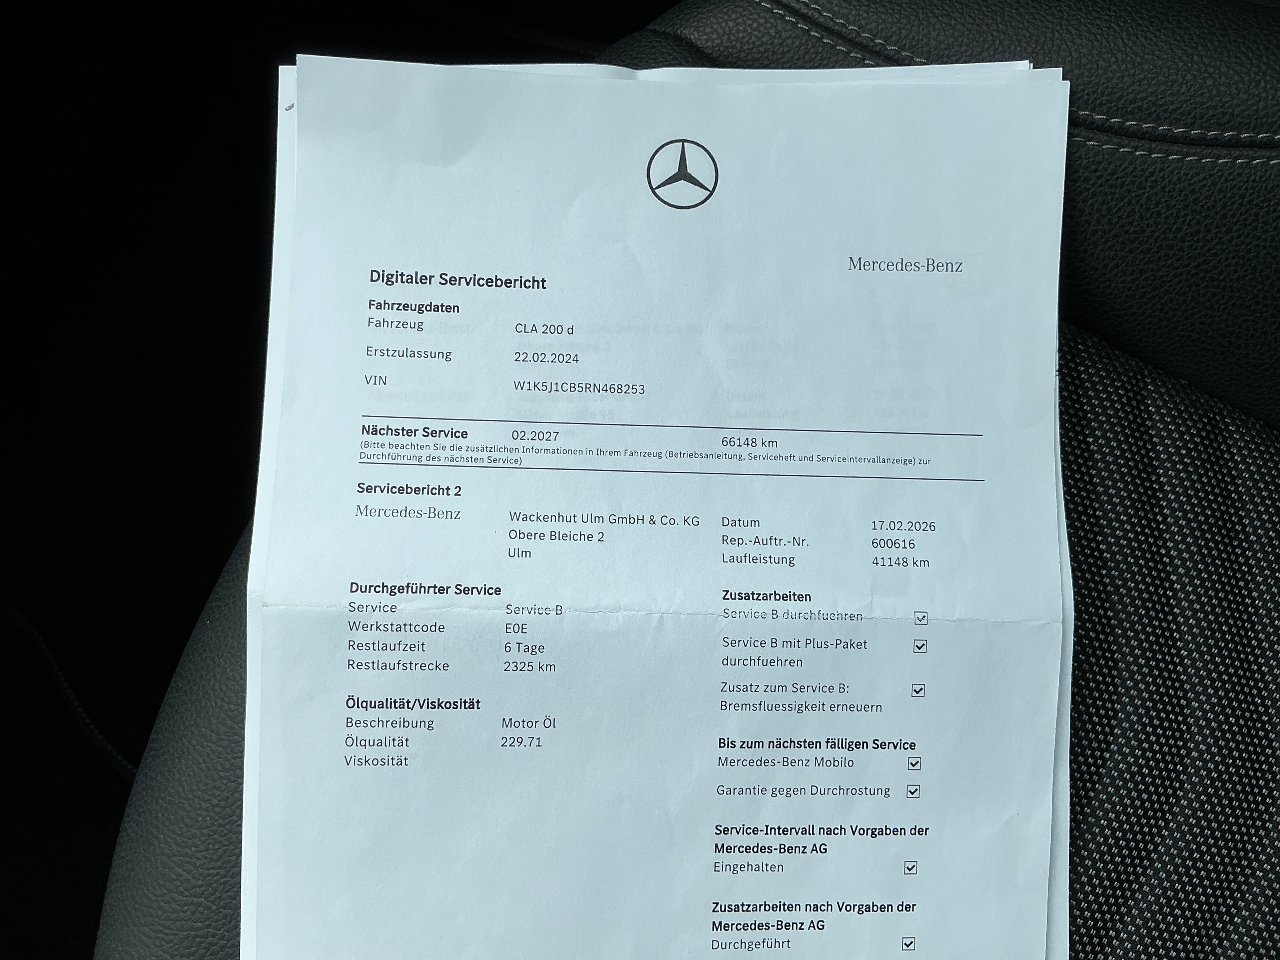 Mercedes-Benz
Digitaler Servicebericht
Fahrzeugdaten
Fahrzeug CLA 200 d
Erstzulassung 22.02.2024
VIN W1K5J1CB5RN468253
Nächster Service 02.2027 66148 km
(Bitte beachten Sie die zusätzlichen Informationen in Ihrem Fahrzeug (Betriebsanleitung, Serviceheft und Serviceintervallanzeige) zur
Durchführung des nächsten Service)
Servicebericht 2
Mercedes-Benz
Wackenhut Ulm GmbH & Co. KG
Obere Bleiche 2
Ulm
Datum 17.02.2026
Rep.-Auftr.-Nr. 600616
Laufleistung 41148 km
Durchgeführter Service
Service Service B
Werkstattcode E0E
Restlaufzeit 6 Tage
Restlaufstrecke 2325 km
Ölqualität/Viskosität
Beschreibung Motor Öl
Ölqualität 229.71
Viskosität
Zusatzarbeiten
Service B durchfuehren
Service B mit Plus-Paket
durchfuehren
Zusatz zum Service B:
Bremsfluessigkeit erneuern
Bis zum nächsten fälligen Service
Mercedes-Benz Mobilo
Garantie gegen Durchrostung
Service-Intervall nach Vorgaben der
Mercedes-Benz AG
Eingehalten
Zusatzarbeiten nach Vorgaben der
Mercedes-Benz AG
Durchgeführt